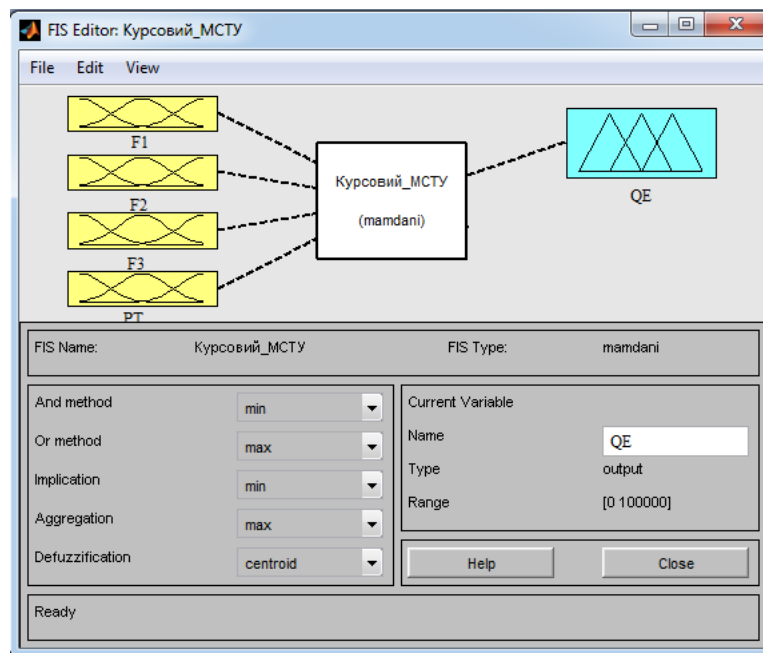 FIS Editor: Курсовий_МСТУ
File Edit View
F1
F2
F3
PT
Курсовий_МСТУ
(mamdani)
QE
FIS Name: Курсовий_МСТУ FIS Type: mamdani
And method min
Or method max
Implication min
Aggregation max
Defuzzification centroid
Current Variable
Name QE
Type output
Range [0 100000]
Help Close
Ready